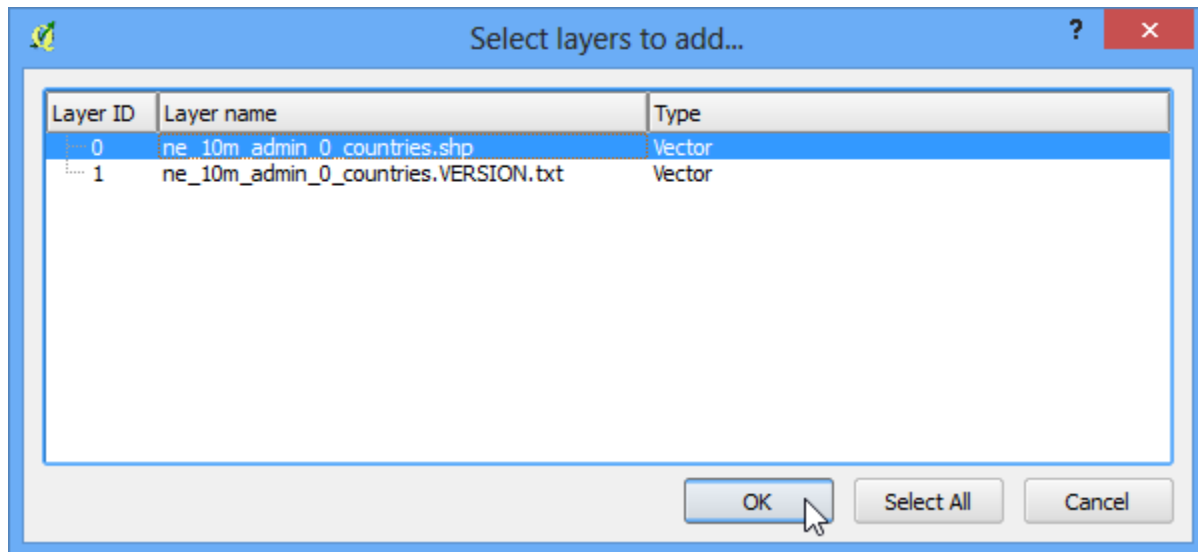 Select layers to add...
?
Layer ID Layer name Type
0 ne_10m_admin_0_countries.shp Vector
1 ne_10m_admin_0_countries.VERSION.txt Vector
OK Select All Cancel